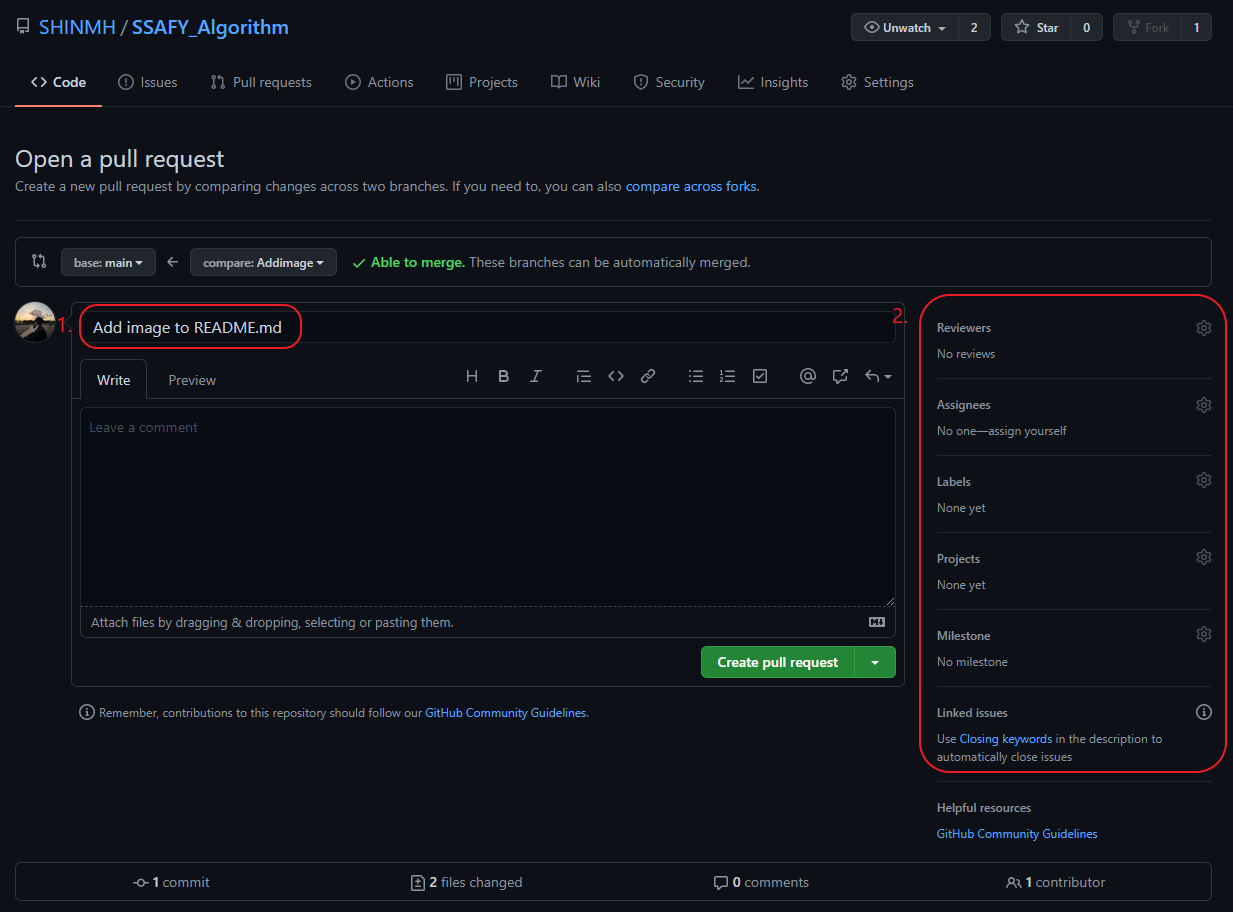 SHINMH / SSAFY_Algorithm
Unwatch 2
Star 0
Fork 1
Code Issues Pull requests Actions Projects Wiki Security Insights Settings
Open a pull request
Create a new pull request by comparing changes across two branches. If you need to, you can also compare across forks.
base: main compare: Addimage Able to merge. These branches can be automatically merged.
1. Add image to README.md
Write Preview
Leave a comment
Attach files by dragging & dropping, selecting or pasting them.
Create pull request
Remember, contributions to this repository should follow our GitHub Community Guidelines.
2.
Reviewers
No reviews
Assignees
No one—assign yourself
Labels
None yet
Projects
None yet
Milestone
No milestone
Linked issues
Use Closing keywords in the description to
automatically close issues
Helpful resources
GitHub Community Guidelines
1 commit 2 files changed 0 comments 1 contributor